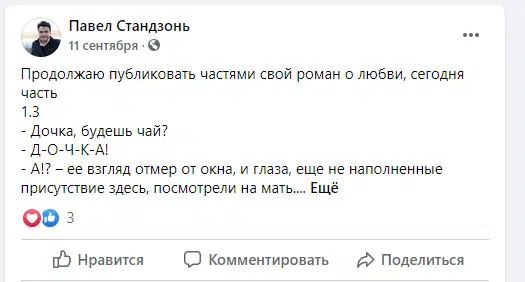 Павел Стандзонь
11 сентября ·
Продолжаю публиковать частями свой роман о любви, сегодня
часть
1.3
- Дочка, будешь чай?
- Д-О-Ч-К-А!
- А!? – ее взгляд отмер от окна, и глаза, еще не наполненные
присутствие здесь, посмотрели на мать.... Ещё
3
Нравится Комментировать Поделиться